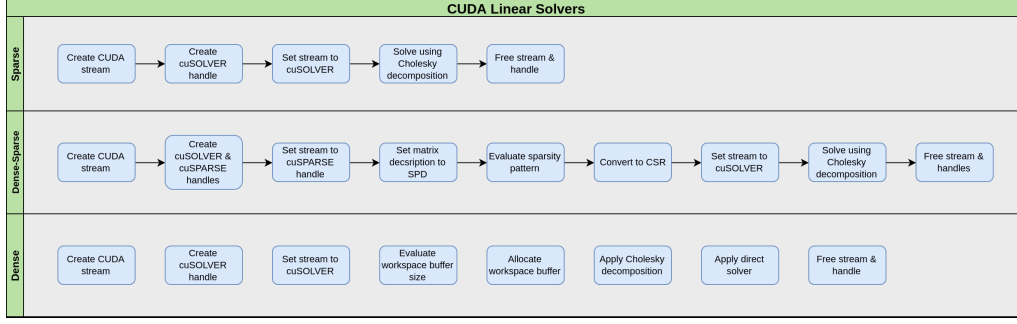 CUDA Linear Solvers
Sparse
Create CUDA
stream
Create
cuSOLVER
handle
Set stream to
cuSOLVER
Solve using
Cholesky
decomposition
Free stream &
handle
Dense-Sparse
Create CUDA
stream
Create
cuSOLVER &
cuSPARSE
handles
Set stream to
cuSPARSE
handle
Set matrix
decsription to
SPD
Evaluate sparsity
pattern
Convert to CSR
Set stream to
cuSOLVER
Solve using
Cholesky
decomposition
Free stream &
handles
Dense
Create CUDA
stream
Create
cuSOLVER
handle
Set stream to
cuSOLVER
Evaluate
workspace buffer
size
Allocate
workspace buffer
Apply Cholesky
decomposition
Apply direct
solver
Free stream &
handle